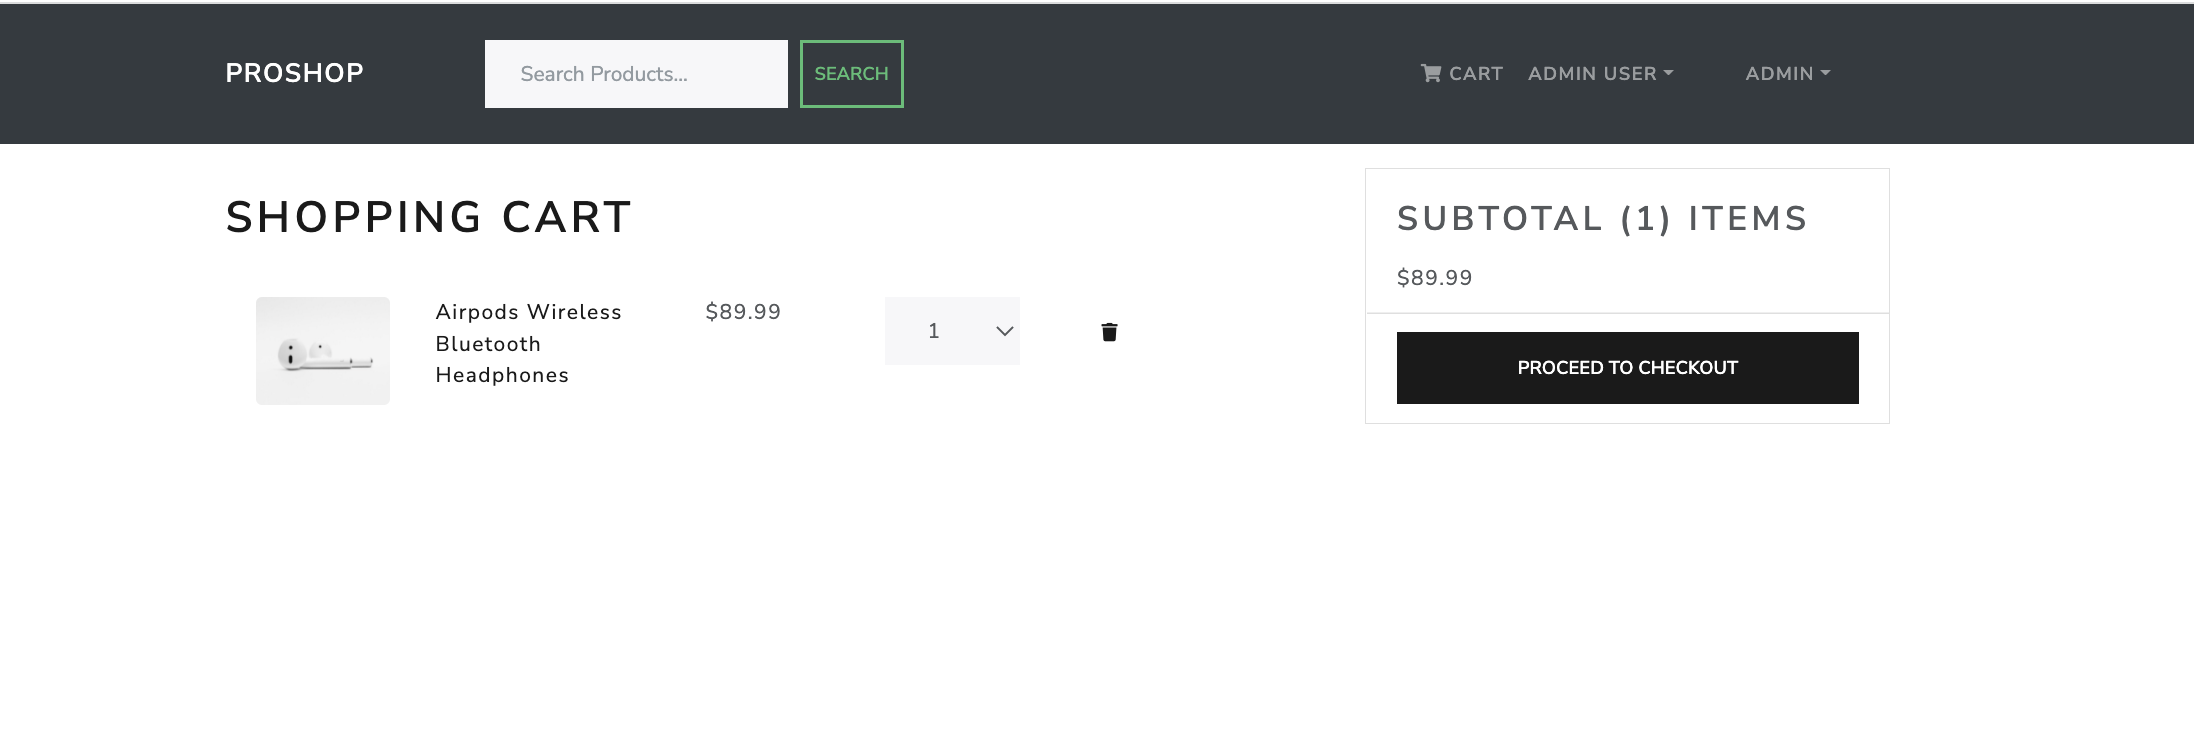 PROSHOP
Search Products...
SEARCH
CART
ADMIN USER
ADMIN
SHOPPING CART
Airpods Wireless
Bluetooth
Headphones
$89.99
1
SUBTOTAL (1) ITEMS
$89.99
PROCEED TO CHECKOUT